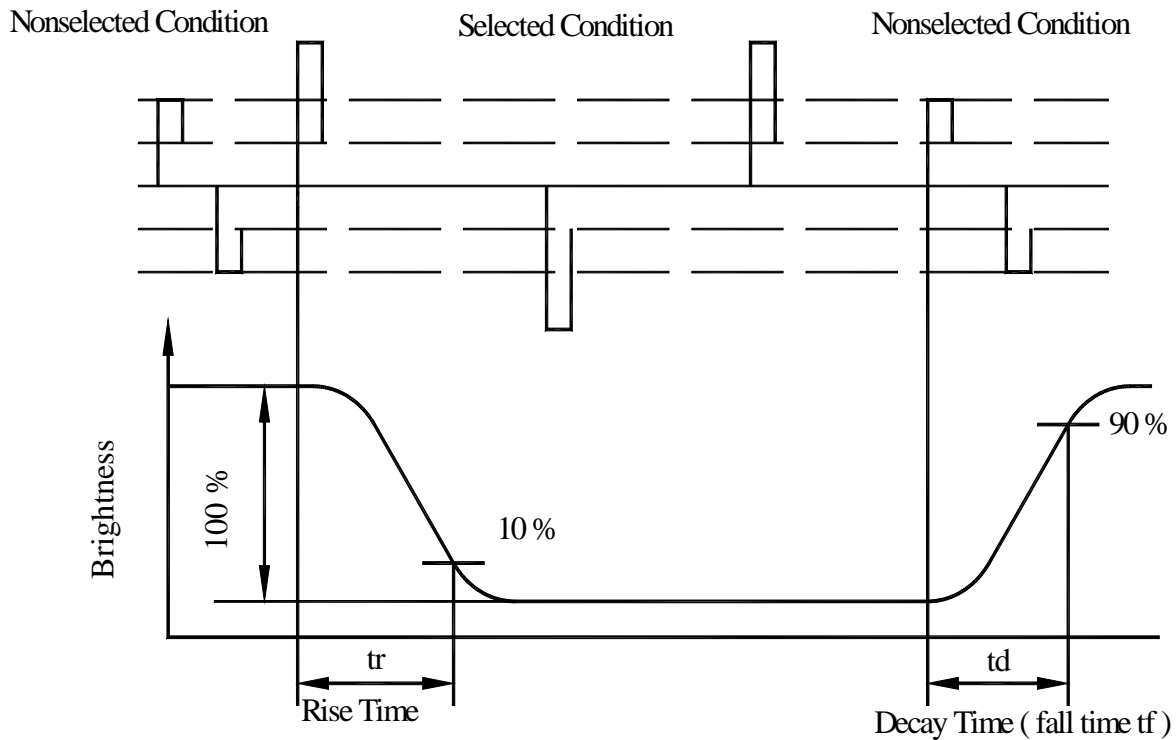 Nonselected Condition
Selected Condition
Nonselected Condition
Brightness
100 %
10 %
90 %
tr
Rise Time
td
Decay Time ( fall time tf )